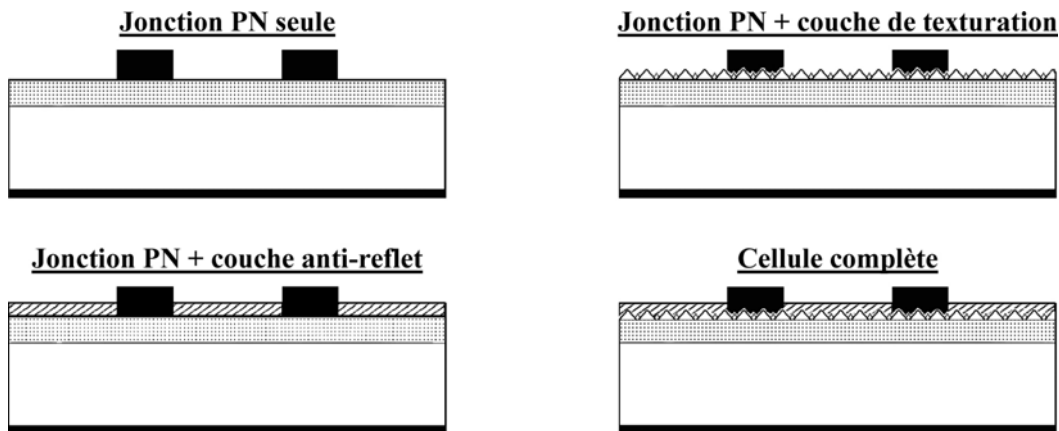 Jonction PN seule
Jonction PN + couche de texturation
Jonction PN + couche anti-reflet
Cellule complète